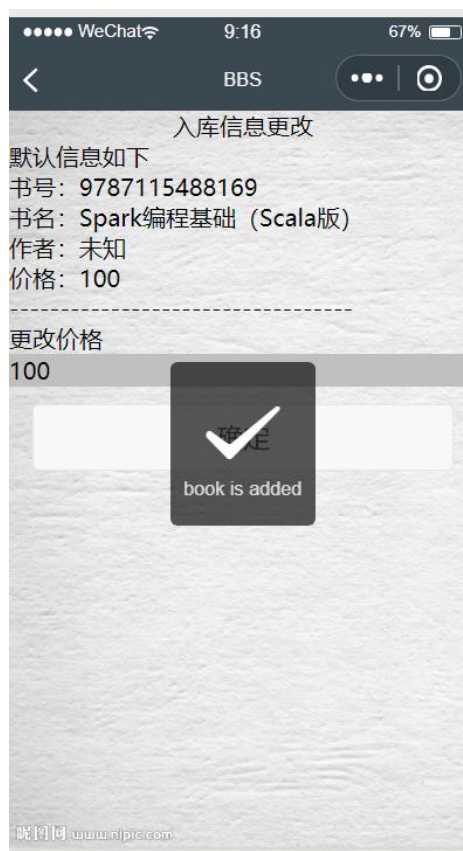 WeChat 9:16 67%
BBS
入库信息更改
默认信息如下
书号：9787115488169
书名：Spark编程基础（Scala版）
作者：未知
价格：100
---------------------------------
更改价格
100
确定
book is added
昵图网 www.nipic.com